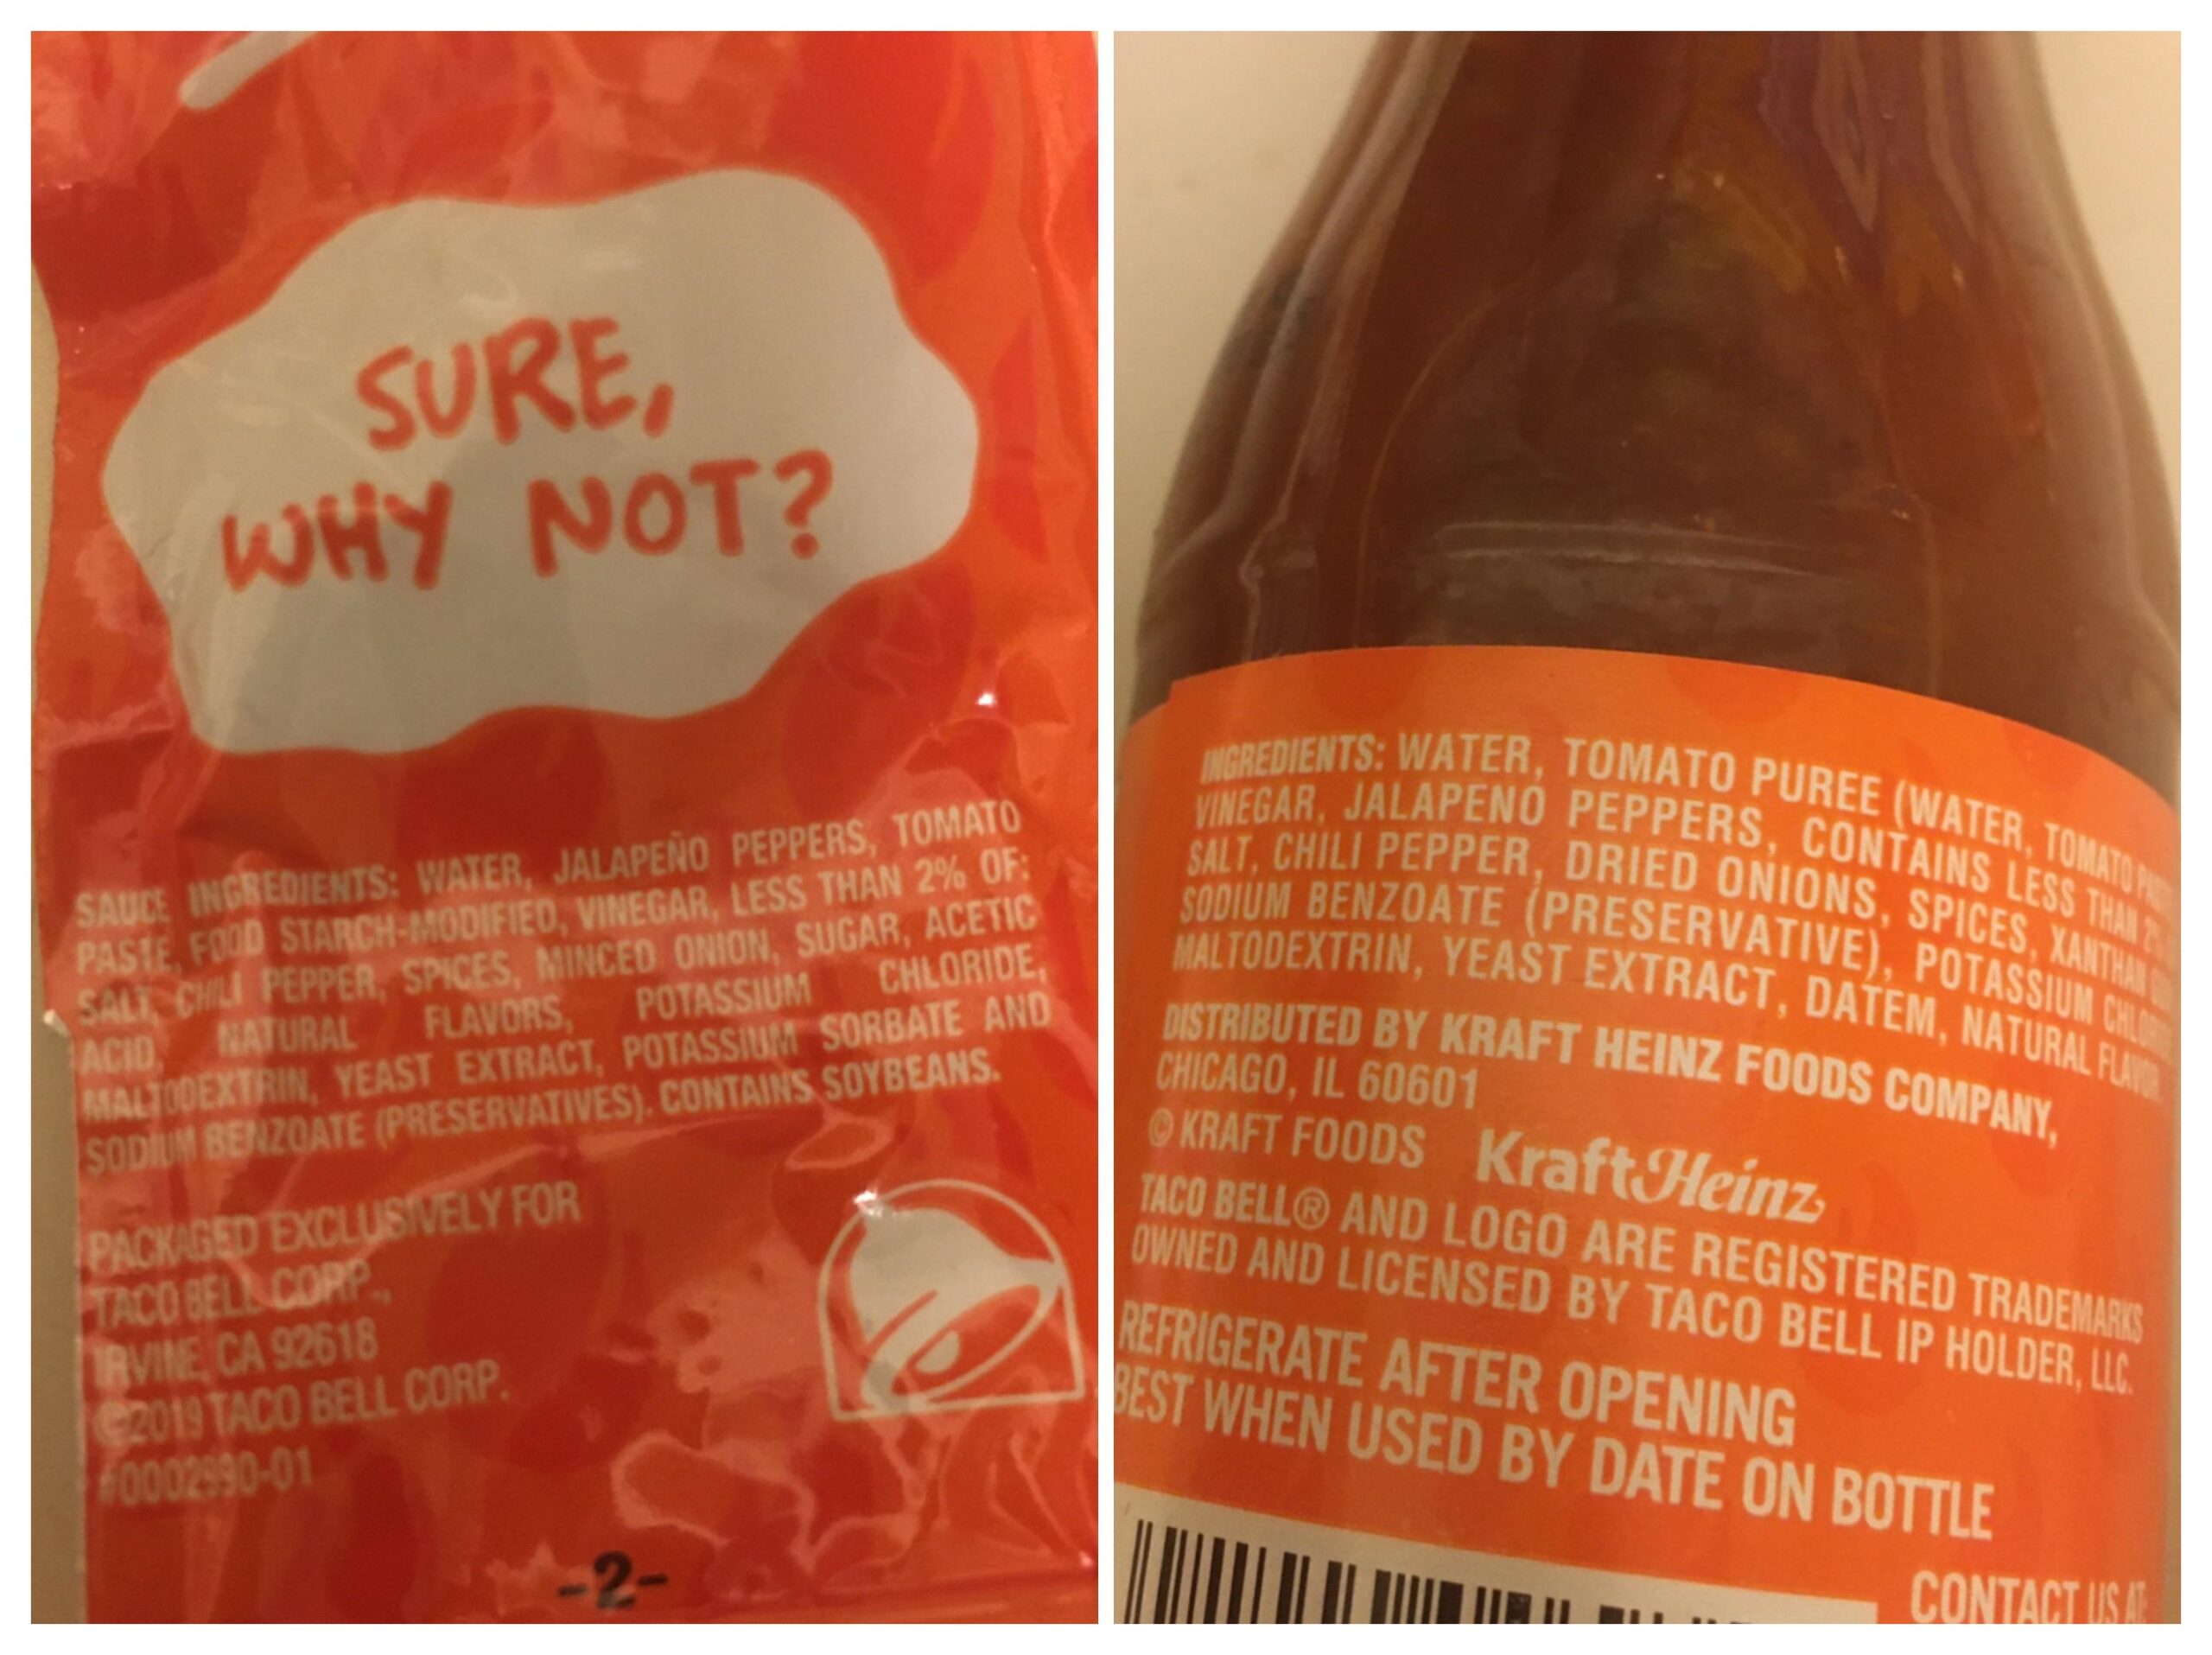 SURE,
WHY NOT?
SAUCE INGREDIENTS: WATER, JALAPEÑO PEPPERS, TOMATO
PASTE, FOOD STARCH-MODIFIED, VINEGAR, LESS THAN 2% OF:
SALT, CHILI PEPPER, SPICES, MINCED ONION, SUGAR, ACETIC
ACID, NATURAL FLAVORS, POTASSIUM CHLORIDE,
MALTODEXTRIN, YEAST EXTRACT, POTASSIUM SORBATE AND
SODIUM BENZOATE (PRESERVATIVES). CONTAINS SOYBEANS.
PACKAGED EXCLUSIVELY FOR
TACO BELL CORP.,
IRVINE, CA 92618
©2019 TACO BELL CORP.
#0002990-01
-2-
INGREDIENTS: WATER, TOMATO PUREE (WATER, TOMATO
VINEGAR, JALAPENO PEPPERS, CONTAINS LESS THAN 2%
SALT, CHILI PEPPER, DRIED ONIONS, SPICES, XANTHAN
SODIUM BENZOATE (PRESERVATIVE), POTASSIUM
MALTODEXTRIN, YEAST EXTRACT, DATEM, NATURAL FLAVOR
DISTRIBUTED BY KRAFT HEINZ FOODS COMPANY,
CHICAGO, IL 60601
© KRAFT FOODS KraftHeinz
TACO BELL® AND LOGO ARE REGISTERED TRADEMARKS
OWNED AND LICENSED BY TACO BELL IP HOLDER, LLC.
REFRIGERATE AFTER OPENING
BEST WHEN USED BY DATE ON BOTTLE
CONTACT US AT: